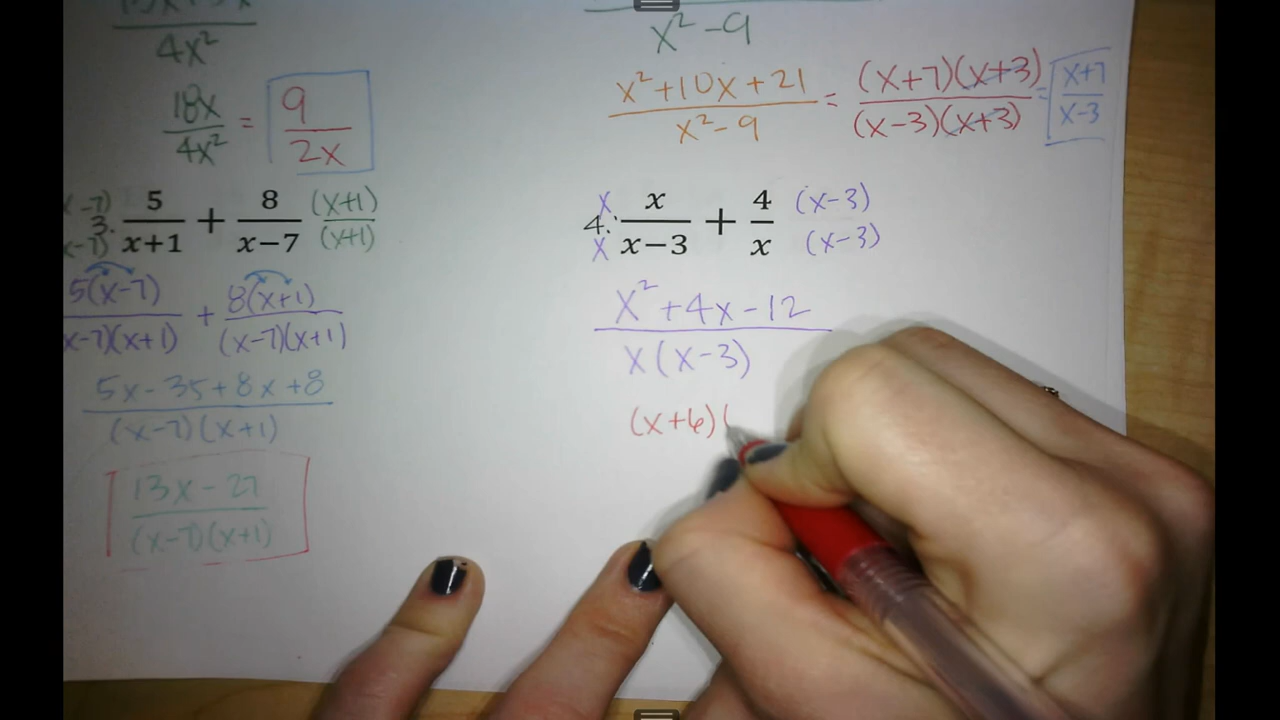 4x²
18x/4x² = 9/2x
x² - 9
(x² + 10x + 21)/(x² - 9) = (x+7)(x+3)/(x-3)(x+3) = x+7/x-3
-7)/x-7) 3. 5/(x+1) + 8/(x-7) (x+1)/(x+1)
5(x-7)/x-7)(x+1) + 8(x+1)/(x-7)(x+1)
5x - 35 + 8x + 8
(x-7)(x+1)
13x - 27
(x-7)(x+1)
x/x 4. x/(x-3) + 4/x (x-3)/(x-3)
x² + 4x - 12
x(x-3)
(x+6)(